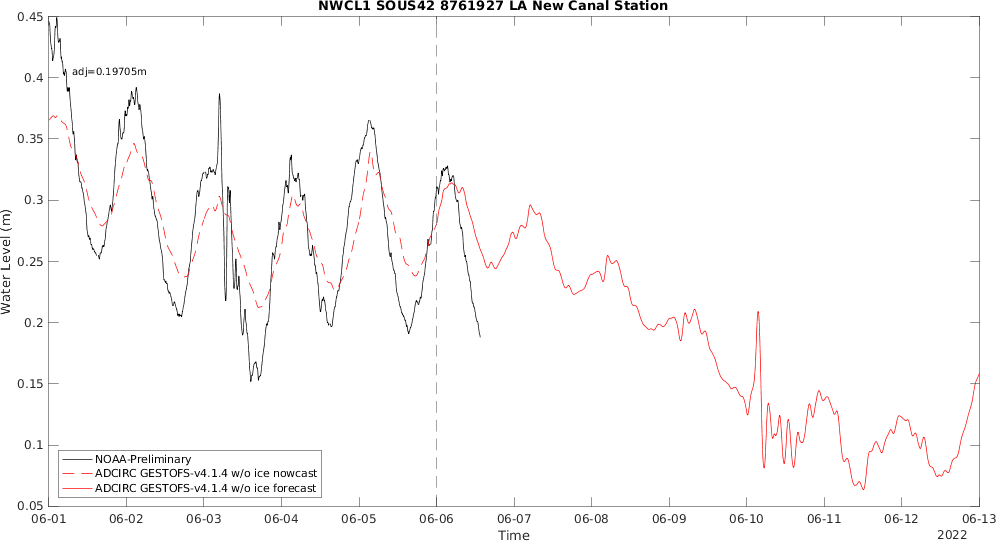 NWCL1 SOUS42 8761927 LA New Canal Station
0.45
adj=0.19705m
0.4
0.35
0.3
0.25
0.2
0.15
0.1
0.05
Water Level (m)
NOAA-Preliminary
ADCIRC GESTOFS-v4.1.4 w/o ice nowcast
ADCIRC GESTOFS-v4.1.4 w/o ice forecast
06-01 06-02 06-03 06-04 06-05 06-06 06-07 06-08 06-09 06-10 06-11 06-12 06-13
Time
2022